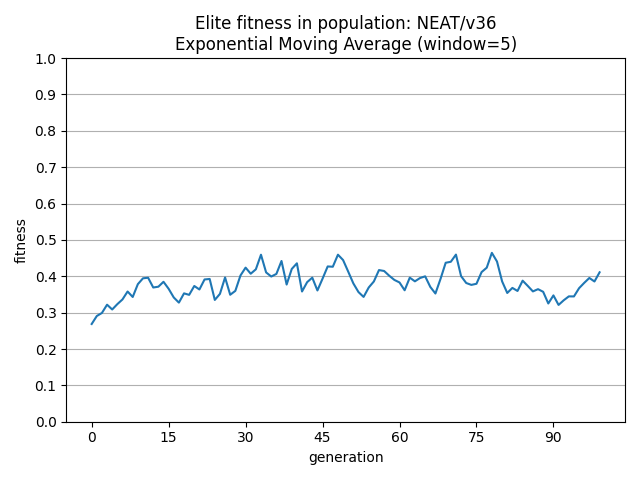 Elite fitness in population: NEAT/v36
Exponential Moving Average (window=5)
1.0
0.9
0.8
0.7
0.6
0.5
0.4
0.3
0.2
0.1
0.0
fitness
0 15 30 45 60 75 90
generation